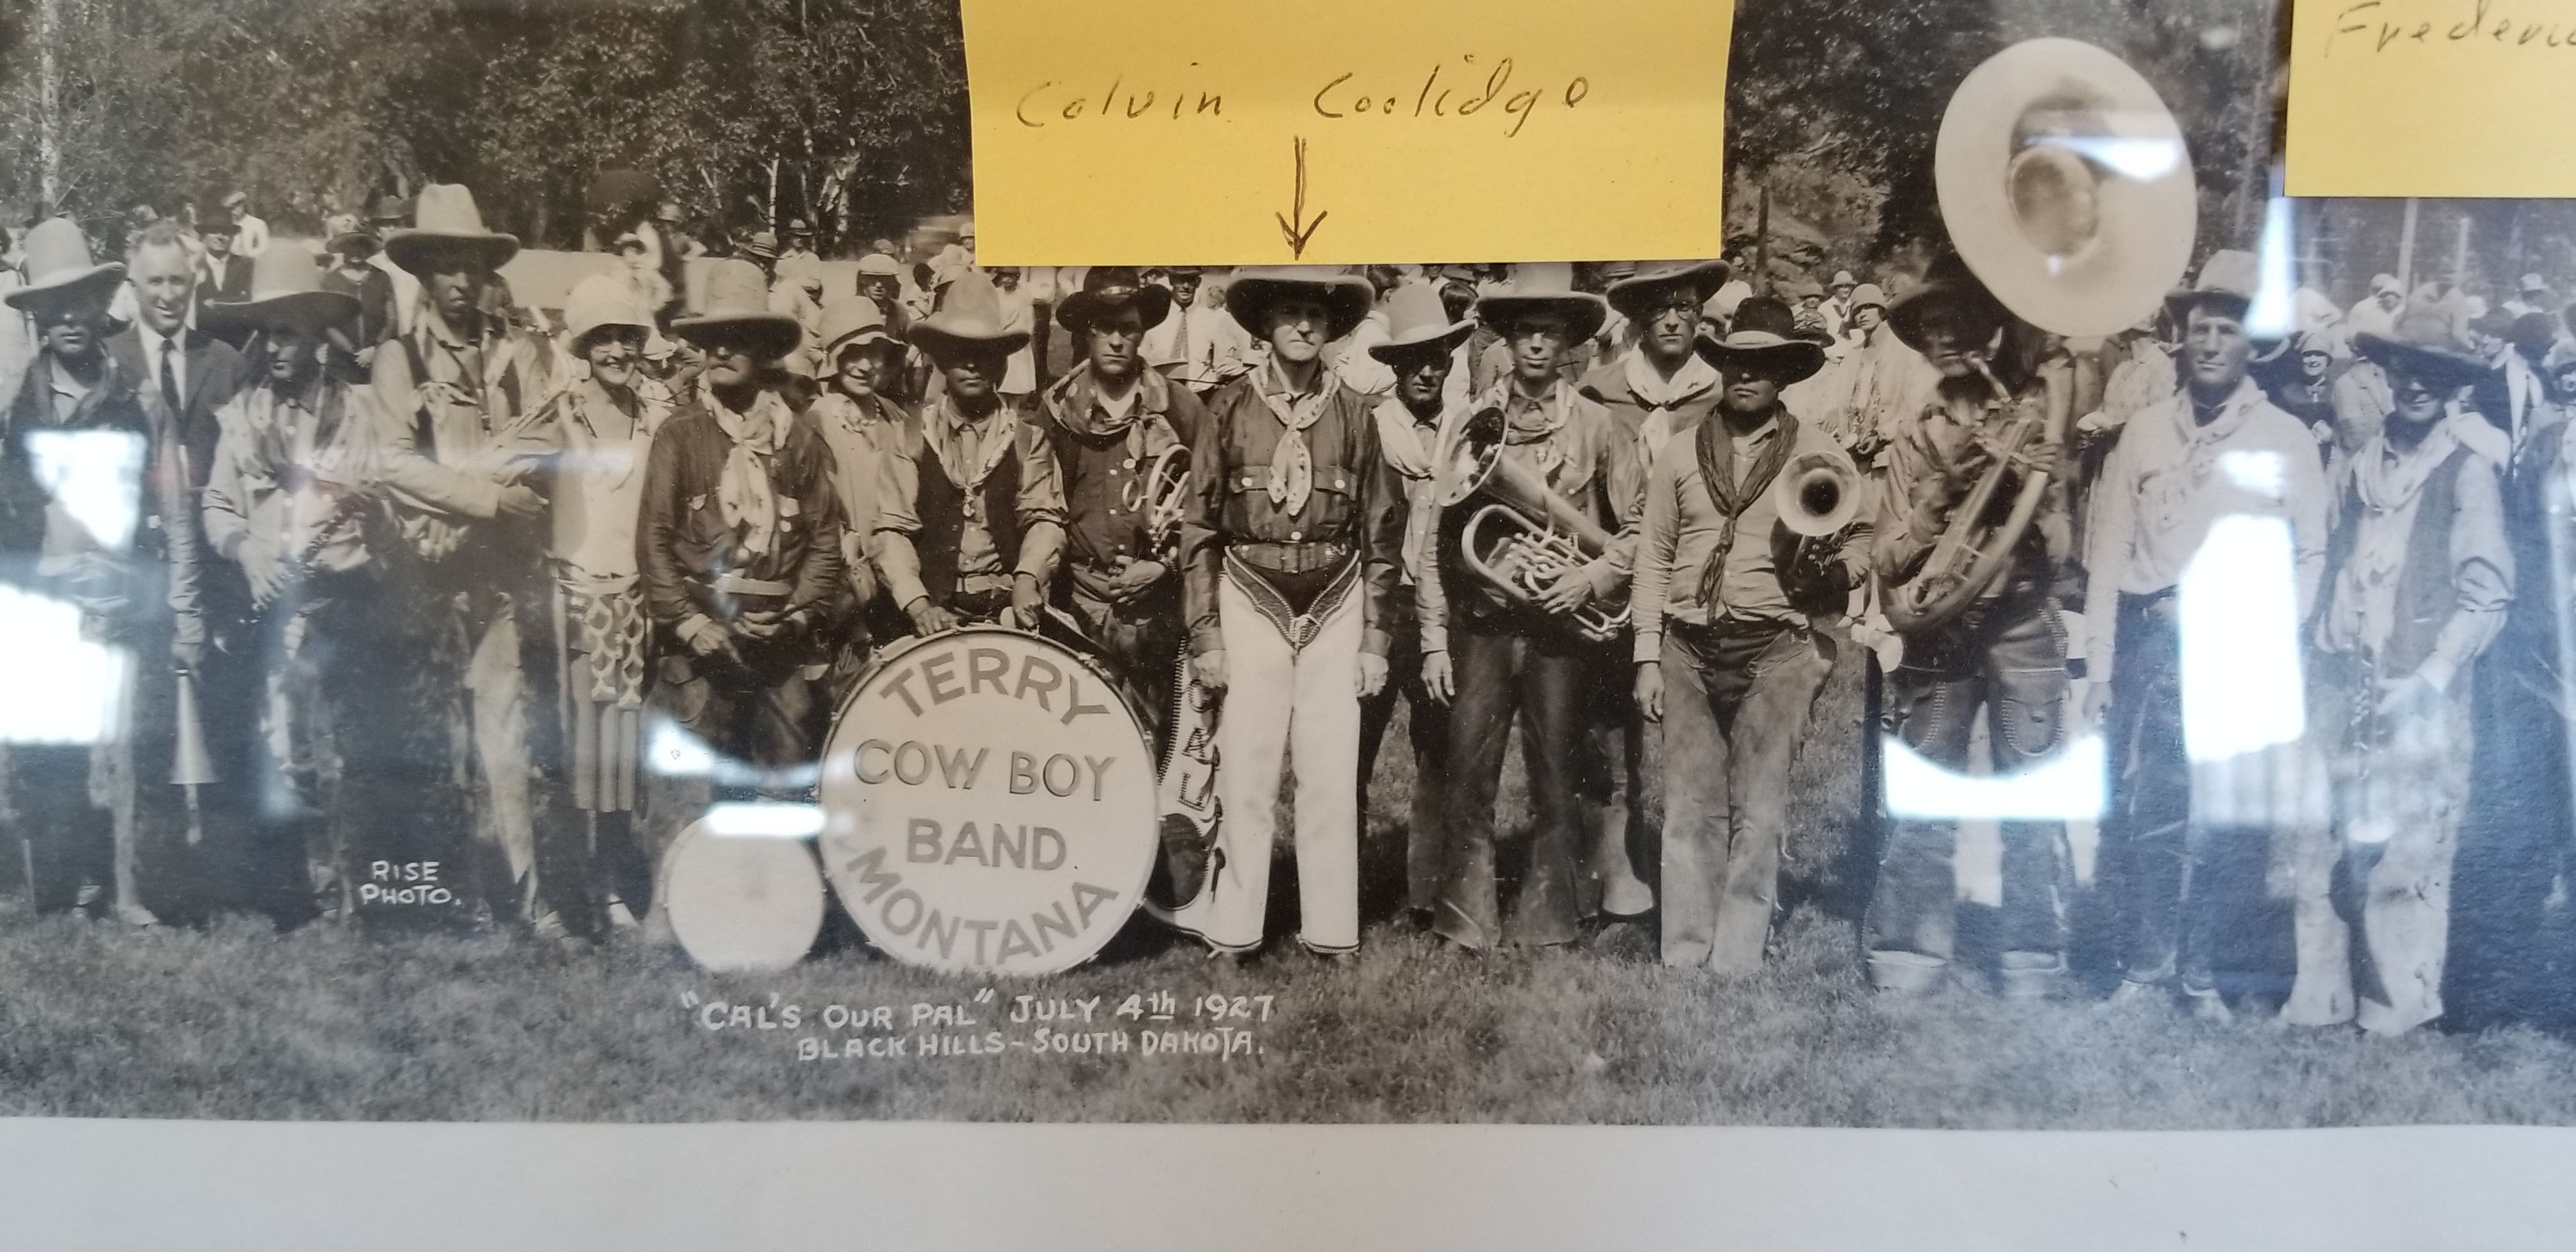 Calvin Coolidge
Frederic
TERRY
COW BOY
BAND
MONTANA
RISE
PHOTO.
"CAL'S OUR PAL" JULY 4th 1927
BLACK HILLS - SOUTH DAKOTA.